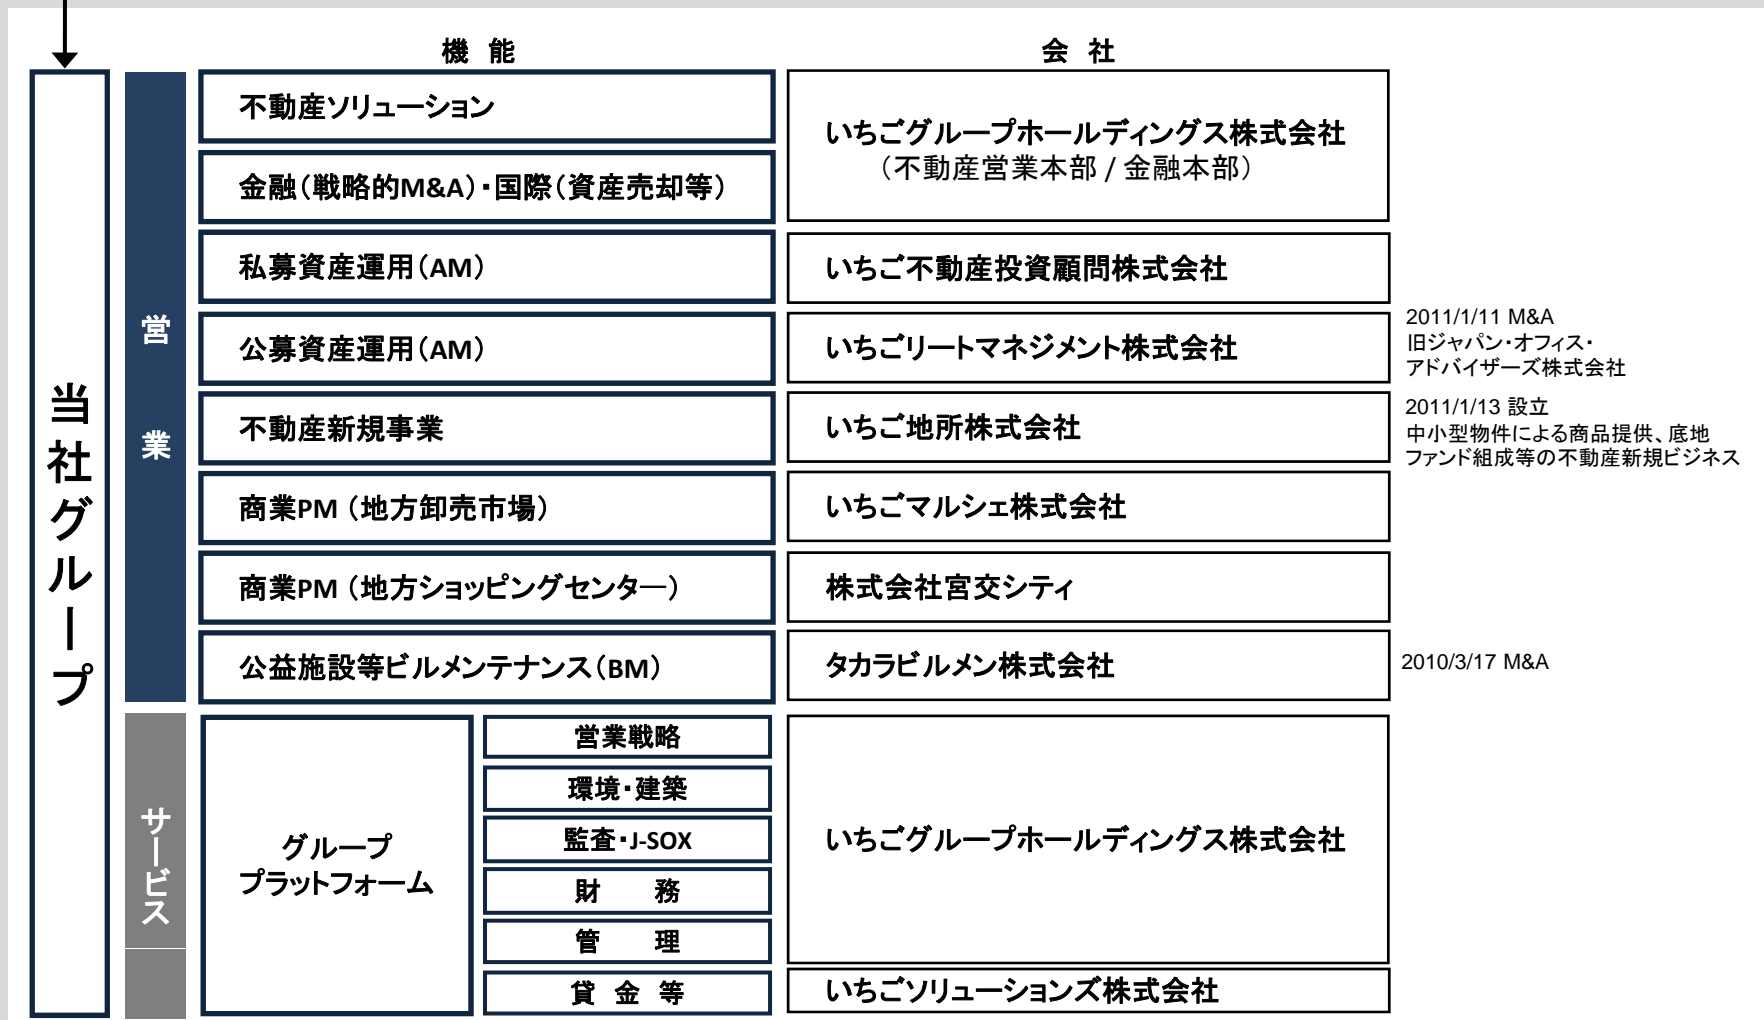 機 能
会 社
当社グループ
営業
不動産ソリューション
いちごグループホールディングス株式会社
（不動産営業本部 / 金融本部）
金融（戦略的M&A）・国際（資産売却等）
私募資産運用（AM）
いちご不動産投資顧問株式会社
公募資産運用（AM）
いちごリートマネジメント株式会社
2011/1/11 M&A
旧ジャパン・オフィス・
アドバイザーズ株式会社
不動産新規事業
いちご地所株式会社
2011/1/13 設立
中小型物件による商品提供、底地
ファンド組成等の不動産新規ビジネス
商業PM（地方卸売市場）
いちごマルシェ株式会社
商業PM（地方ショッピングセンター）
株式会社宮交シティ
公益施設等ビルメンテナンス（BM）
タカラビルメン株式会社
2010/3/17 M&A
サービス
グループ
プラットフォーム
営業戦略
環境・建築
監査・J-SOX
財 務
管 理
貸 金 等
いちごグループホールディングス株式会社
いちごソリューションズ株式会社